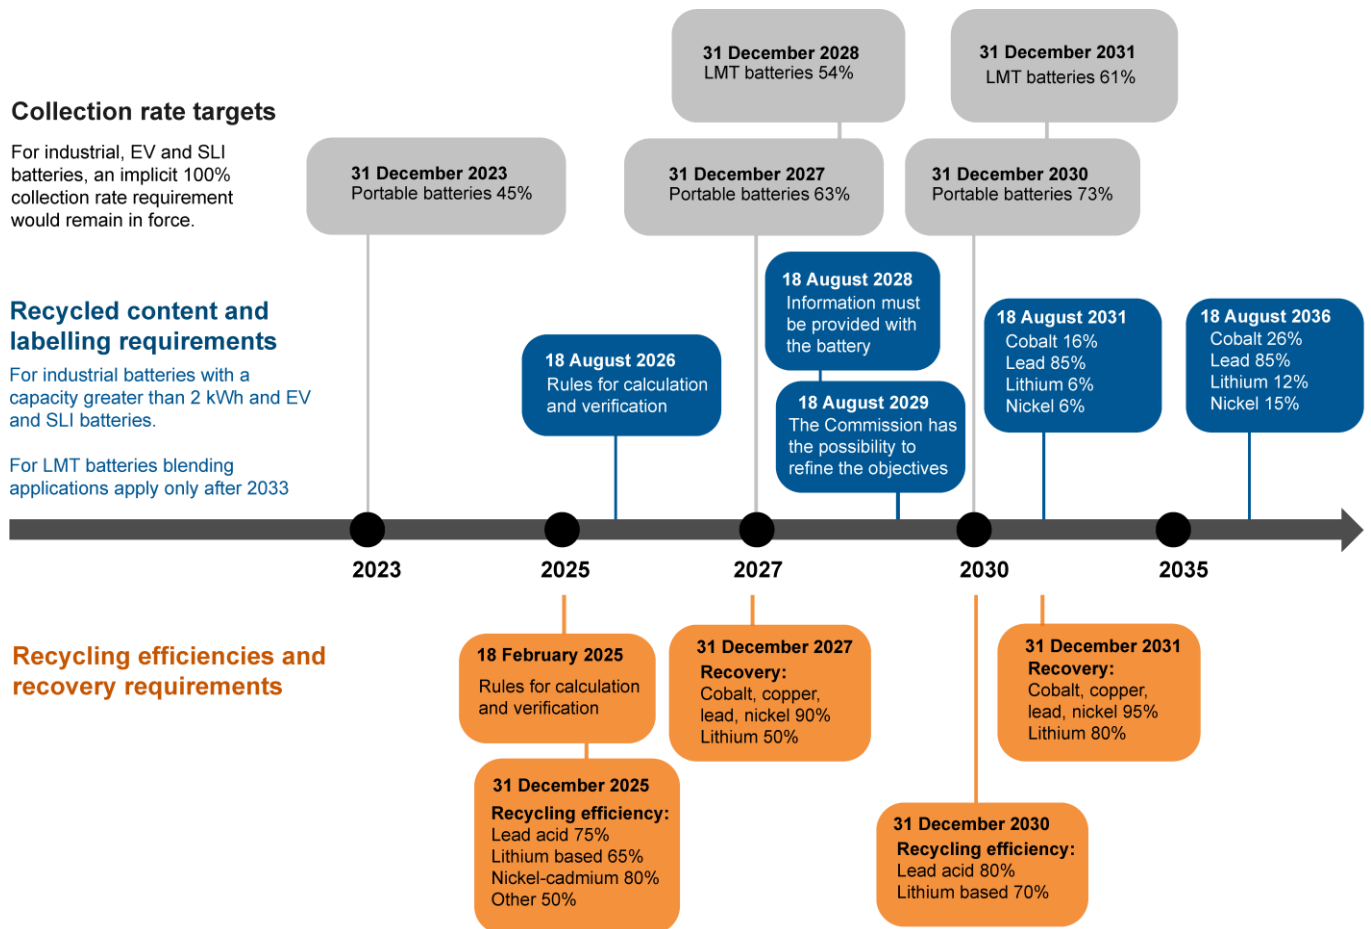 Collection rate targets
For industrial, EV and SLI
batteries, an implicit 100%
collection rate requirement
would remain in force.
31 December 2028
LMT batteries 54%
31 December 2031
LMT batteries 61%
31 December 2023
Portable batteries 45%
31 December 2027
Portable batteries 63%
31 December 2030
Portable batteries 73%
Recycled content and
labelling requirements
For industrial batteries with a
capacity greater than 2 kWh and EV
and SLI batteries.
For LMT batteries blending
applications apply only after 2033
18 August 2026
Rules for calculation
and verification
18 August 2028
Information must
be provided with
the battery
18 August 2029
The Commission has
the possibility to
refine the objectives
18 August 2031
Cobalt 16%
Lead 85%
Lithium 6%
Nickel 6%
18 August 2036
Cobalt 26%
Lead 85%
Lithium 12%
Nickel 15%
2023
2025
2027
2030
2035
Recycling efficiencies and
recovery requirements
18 February 2025
Rules for calculation
and verification
31 December 2025
Recycling efficiency:
Lead acid 75%
Lithium based 65%
Nickel-cadmium 80%
Other 50%
31 December 2027
Recovery:
Cobalt, copper,
lead, nickel 90%
Lithium 50%
31 December 2030
Recycling efficiency:
Lead acid 80%
Lithium based 70%
31 December 2031
Recovery:
Cobalt, copper,
lead, nickel 95%
Lithium 80%